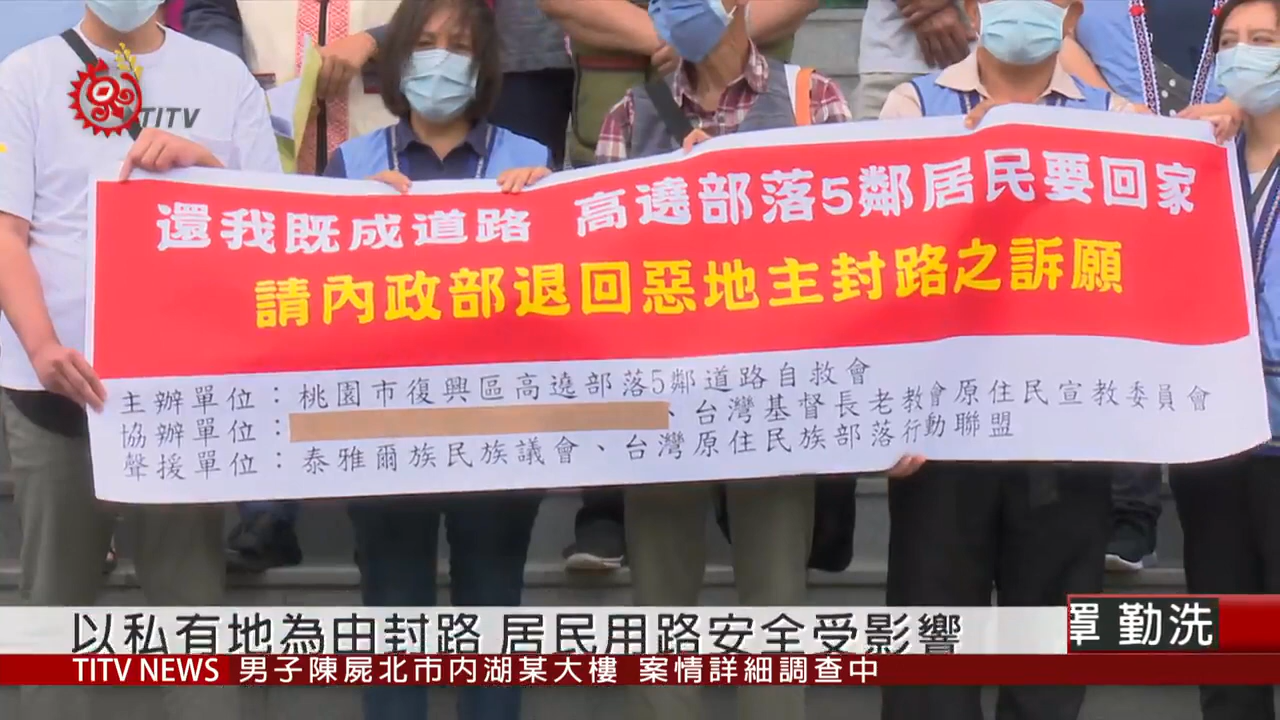 TITV
還我既成道路 高遶部落5鄰居民要回家
請內政部退回惡地主封路之訴願
主辦單位：桃園市復興區高遶部落5鄰道路自救會
協辦單位：、台灣基督長老教會原住民宣教委員會
聲援單位：泰雅爾族民族議會、台灣原住民族部落行動聯盟
以私有地為由封路 居民用路安全受影響
罩 勤洗
TITV NEWS 男子陳屍北市內湖某大樓 案情詳細調查中